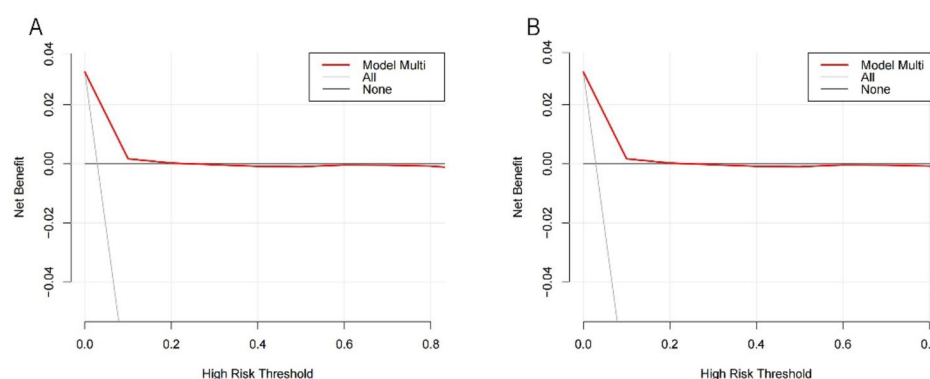 A
0.04
0.02
0.00
−0.02
−0.04
Net Benefit
Model Multi
All
None
0.0 0.2 0.4 0.6 0.8
High Risk Threshold
B
0.04
0.02
0.00
−0.02
−0.04
Net Benefit
Model Multi
All
None
0.0 0.2 0.4 0.6
High Risk Threshold